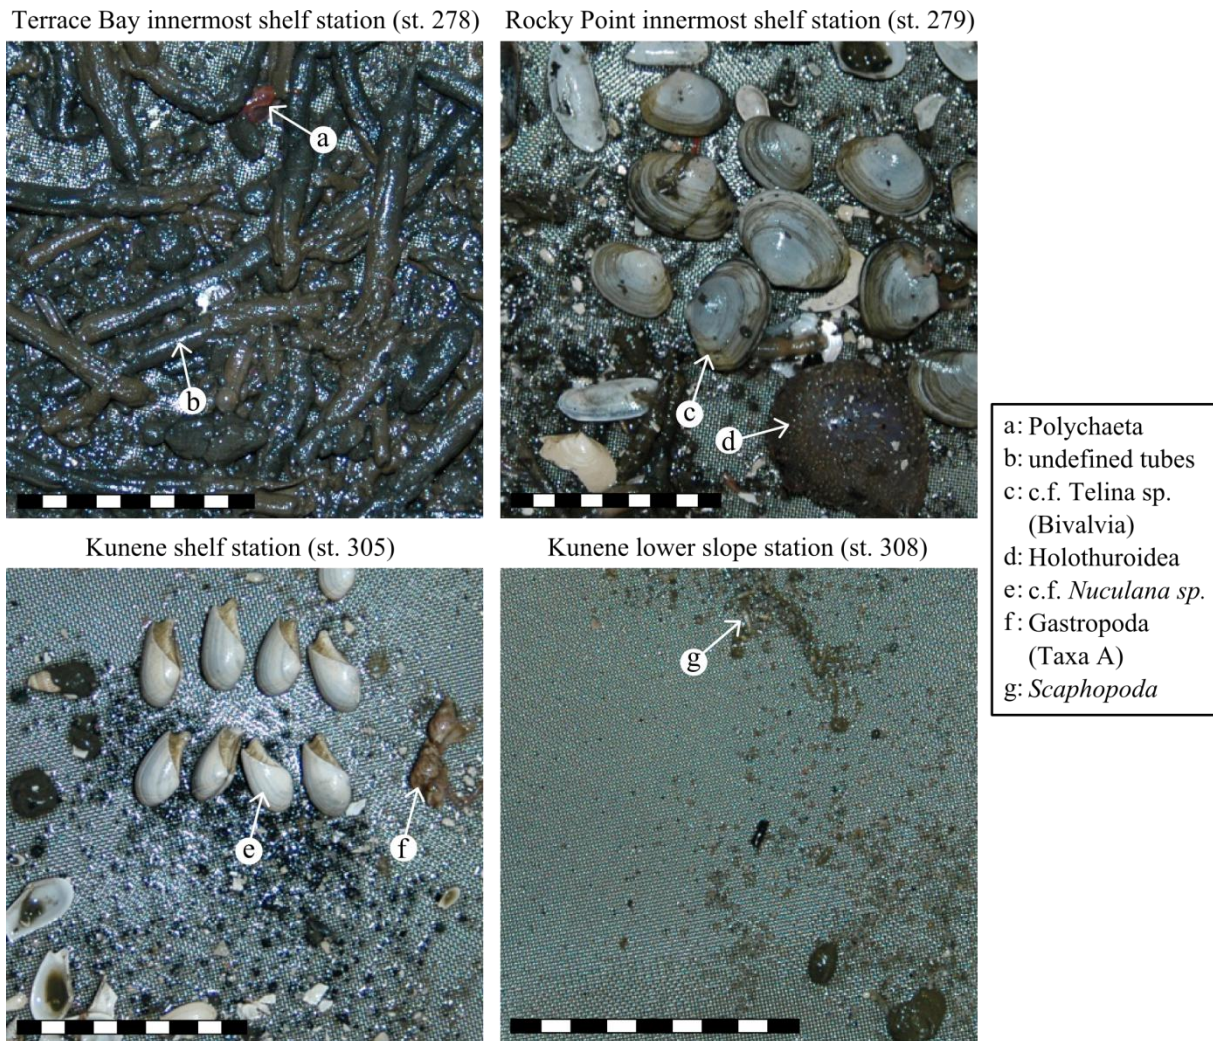 Terrace Bay innermost shelf station (st. 278)
Rocky Point innermost shelf station (st. 279)
a
b
c
d
Kunene shelf station (st. 305)
Kunene lower slope station (st. 308)
e
f
g
a: Polychaeta
b: undefined tubes
c: c.f. Telina sp.
(Bivalvia)
d: Holothuroidea
e: c.f. Nuculana sp.
f: Gastropoda
(Taxa A)
g: Scaphopoda